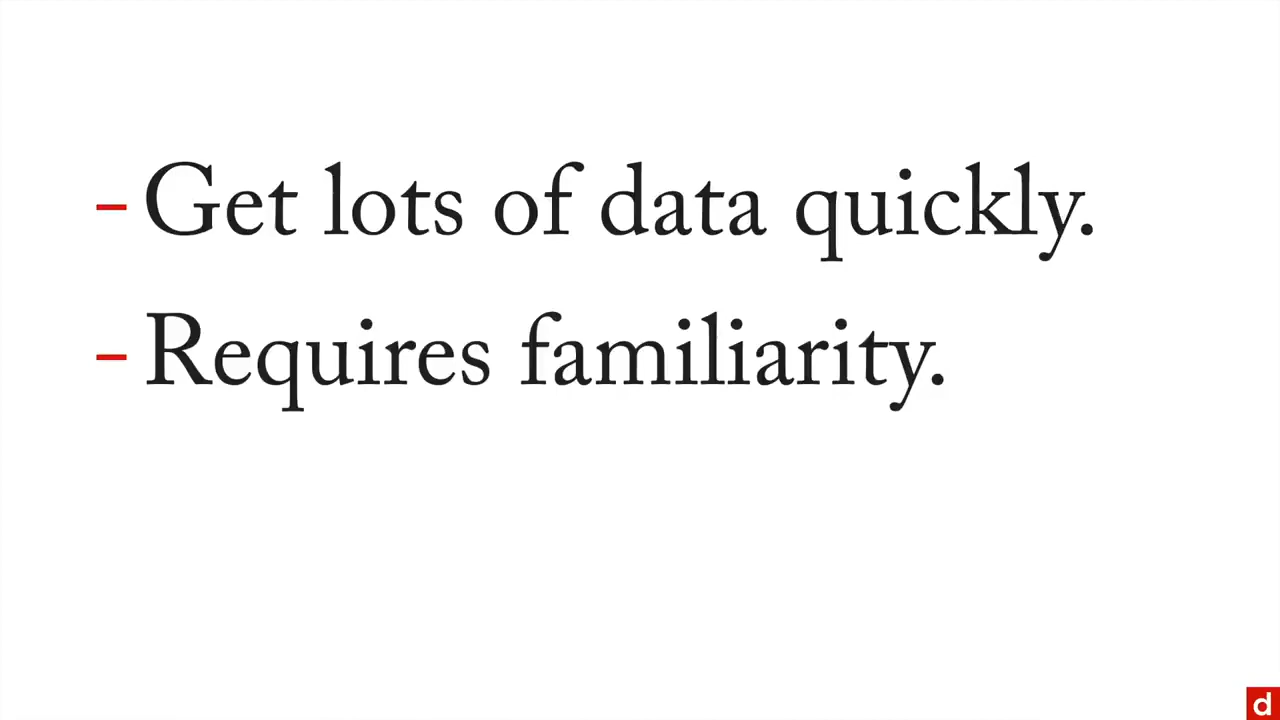 - Get lots of data quickly.
- Requires familiarity.
d